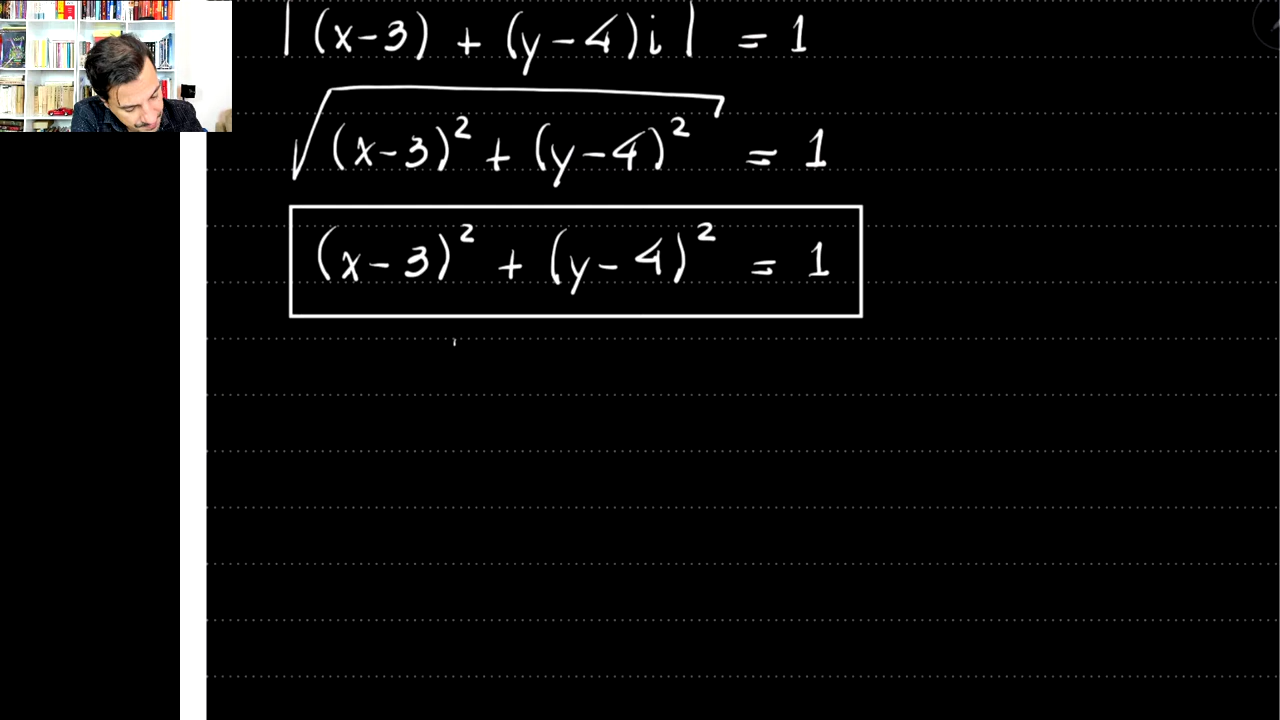 |(x-3) + (y-4)i| = 1
√((x-3)² + (y-4)²) = 1
(x-3)² + (y-4)² = 1